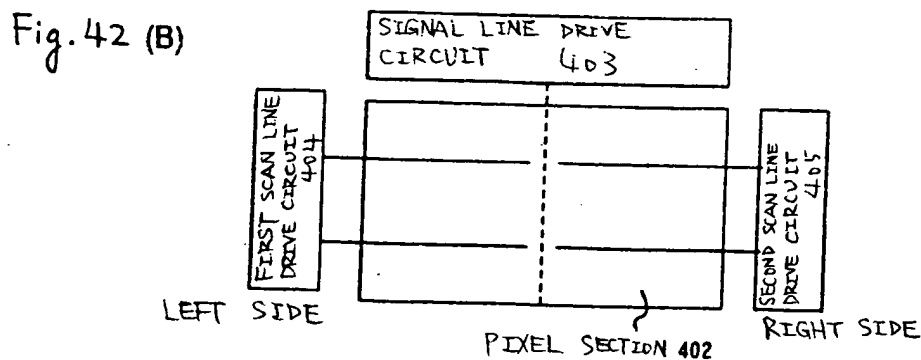 Fig. 42 (B)
SIGNAL LINE DRIVE
CIRCUIT 403
FIRST SCAN LINE
DRIVE CIRCUIT
404
SECOND SCAN LINE
DRIVE CIRCUIT
405
LEFT SIDE
RIGHT SIDE
PIXEL SECTION 402